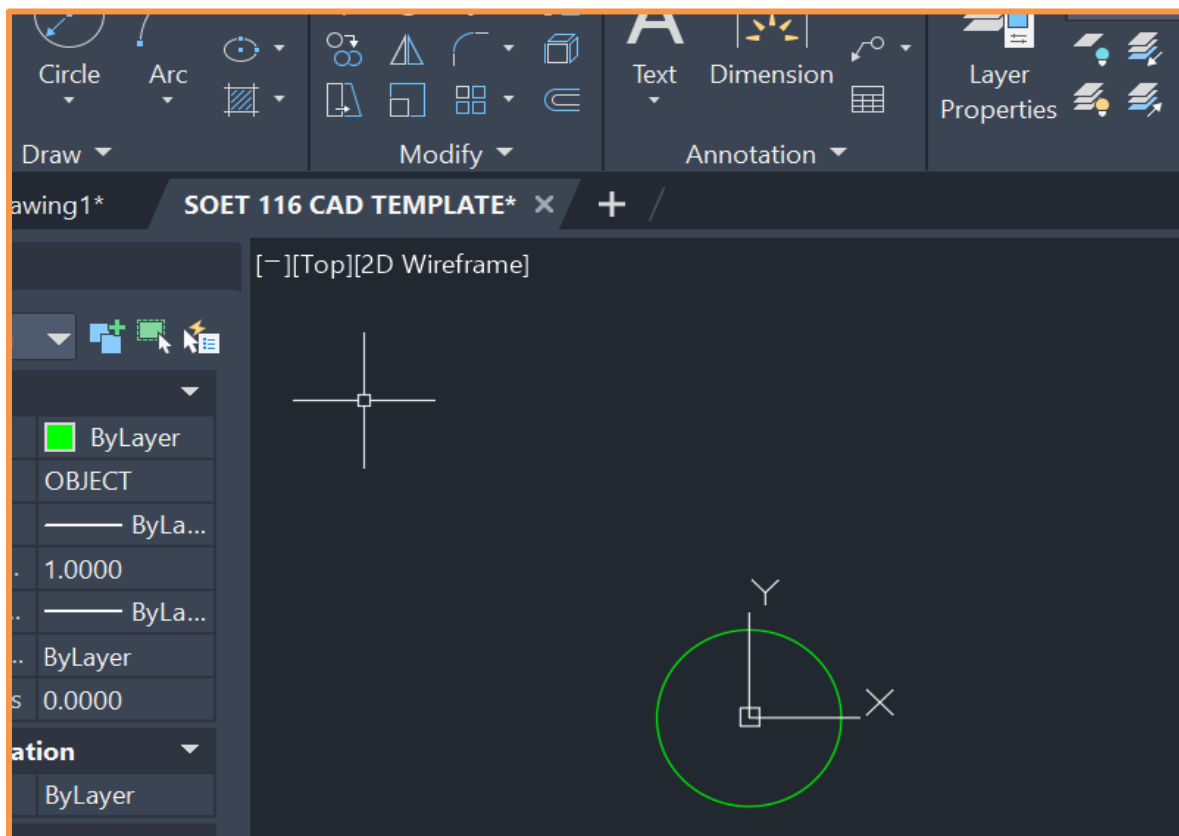 A
Circle
Arc
Text
Dimension
Layer
Properties
Draw
Modify
Annotation
awing1*
SOET 116 CAD TEMPLATE*
[−][Top][2D Wireframe]
ByLayer
OBJECT
ByLa...
. 1.0000
.. ByLa...
.. ByLayer
s 0.0000
ation
ByLayer
Y
X